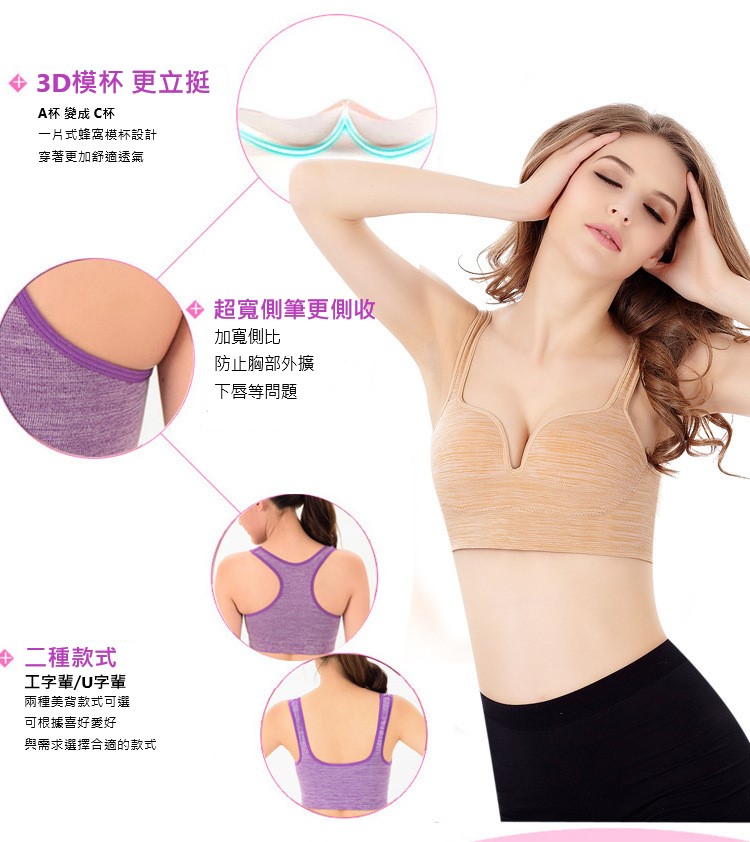 3D模杯 更立挺
A杯 變成 C杯
一片式蜂窩模杯設計
穿著更加舒適透氣
超寬側筆更側收
加寬側比
防止胸部外擴
下唇等問題
二種款式
工字輩/U字輩
兩種美背款式可選
可根據喜好愛好
與需求選擇合適的款式